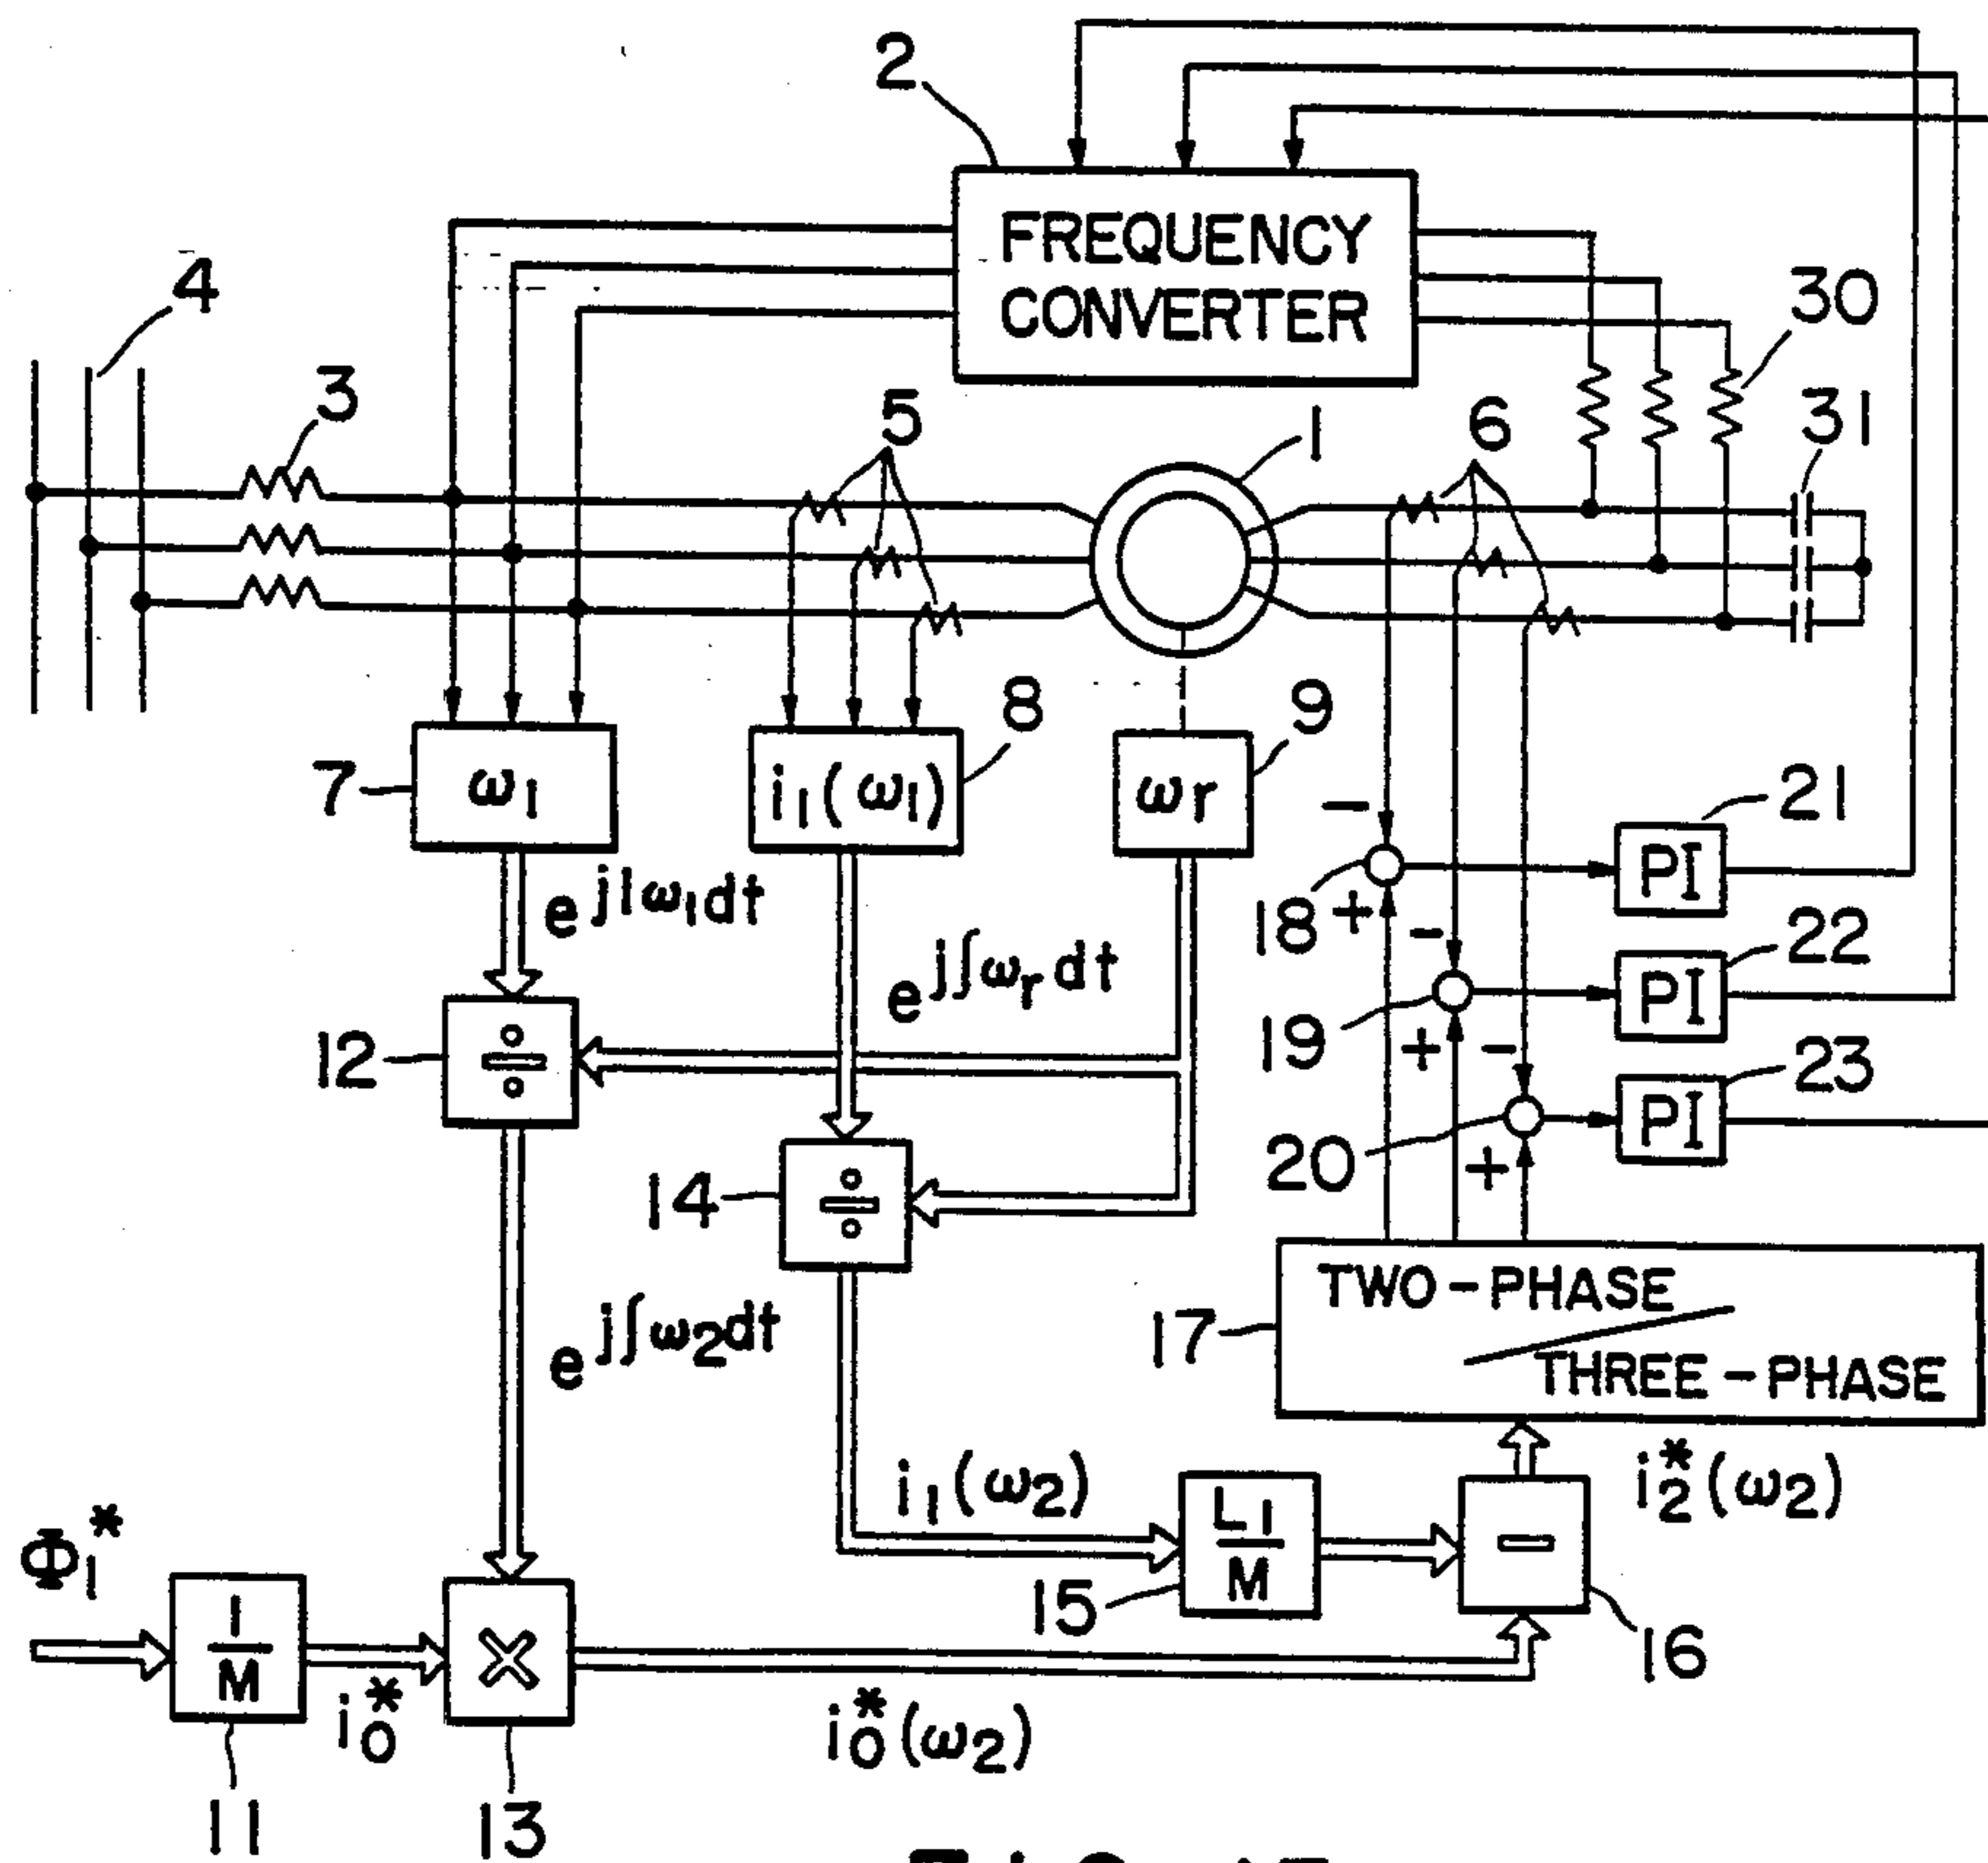 2
FREQUENCY
CONVERTER
4
3
5
1
6
30
31
7
ω1
8
i1(ω1)
9
ωr
21
PI
18
-
+
22
PI
19
-
+
23
PI
20
-
+
e^j∫ω1dt
e^j∫ωr dt
12
÷
14
÷
17
TWO-PHASE
THREE-PHASE
e^j∫ω2dt
i1(ω2)
L1
M
15
-
16
i2*(ω2)
Φ1*
1
M
11
i0*
×
13
i0*(ω2)